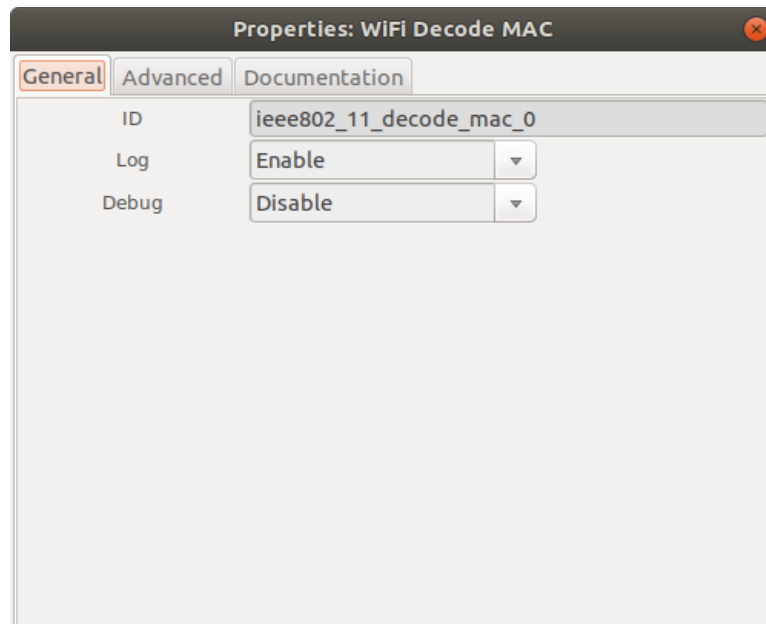 Properties: WiFi Decode MAC
General Advanced Documentation
ID ieee802_11_decode_mac_0
Log Enable
Debug Disable